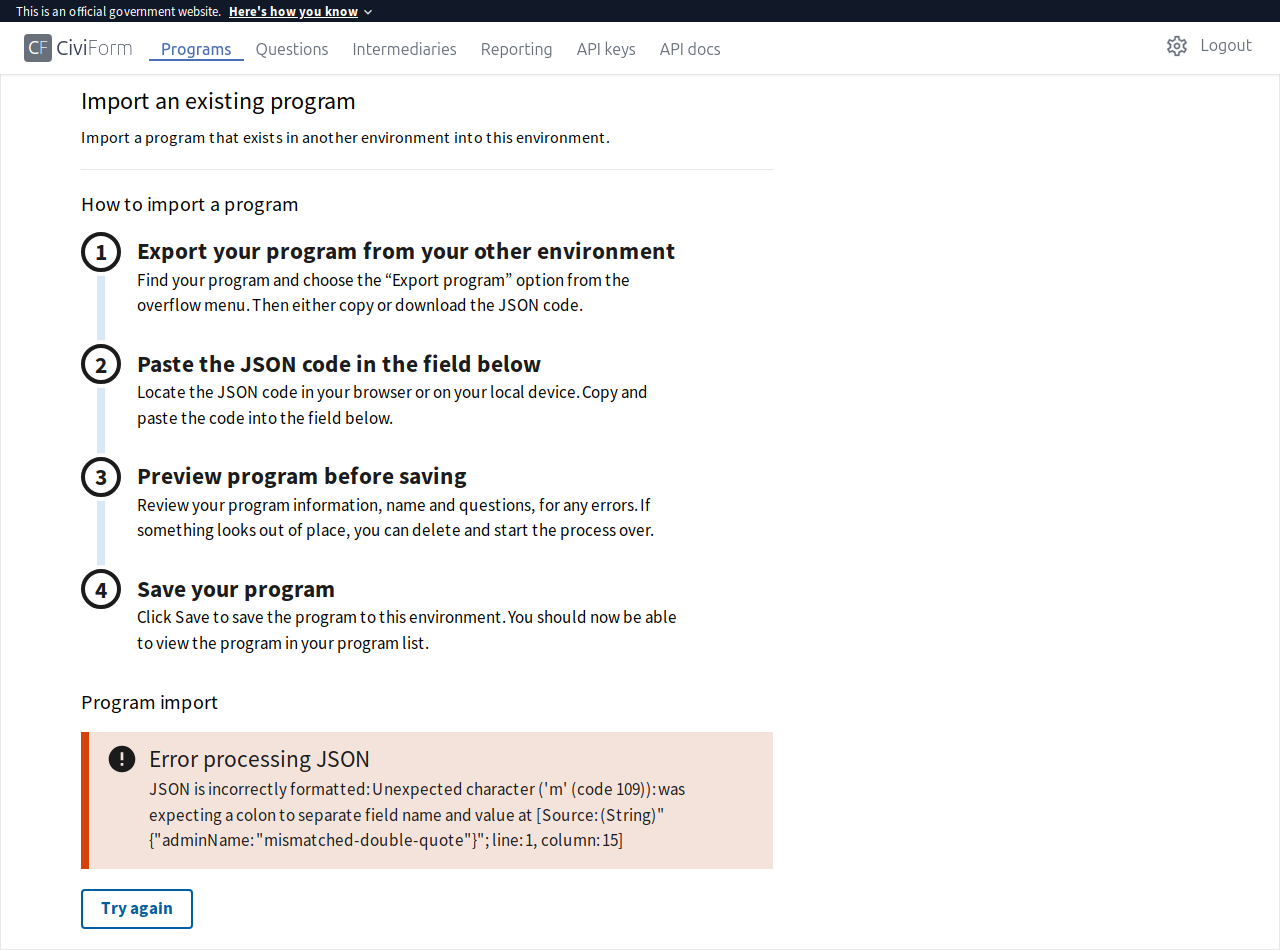 This is an official government website. Here's how you know
CF CiviForm Programs Questions Intermediaries Reporting API keys API docs Logout
Import an existing program
Import a program that exists in another environment into this environment.
How to import a program
1 Export your program from your other environment
Find your program and choose the “Export program” option from the
overflow menu. Then either copy or download the JSON code.
2 Paste the JSON code in the field below
Locate the JSON code in your browser or on your local device. Copy and
paste the code into the field below.
3 Preview program before saving
Review your program information, name and questions, for any errors. If
something looks out of place, you can delete and start the process over.
4 Save your program
Click Save to save the program to this environment. You should now be able
to view the program in your program list.
Program import
Error processing JSON
JSON is incorrectly formatted: Unexpected character ('m' (code 109)): was
expecting a colon to separate field name and value at [Source: (String)"
{"adminName: "mismatched-double-quote"}"; line: 1, column: 15]
Try again